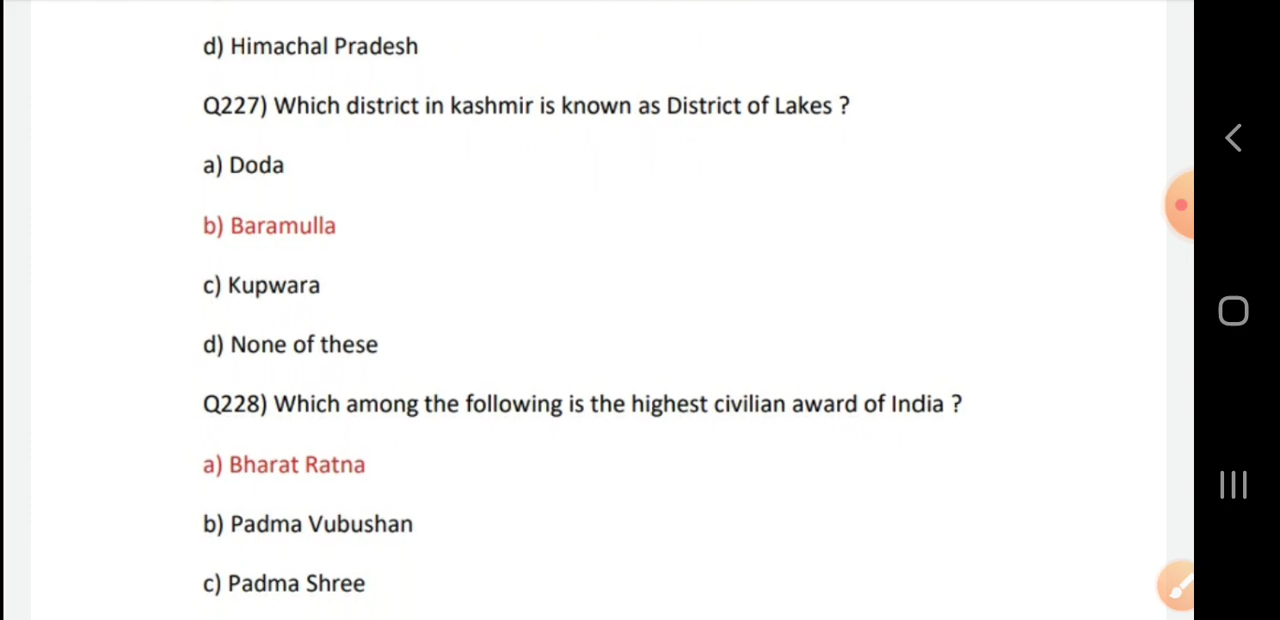 d) Himachal Pradesh
Q227) Which district in kashmir is known as District of Lakes ?
a) Doda
b) Baramulla
c) Kupwara
d) None of these
Q228) Which among the following is the highest civilian award of India ?
a) Bharat Ratna
b) Padma Vubushan
c) Padma Shree